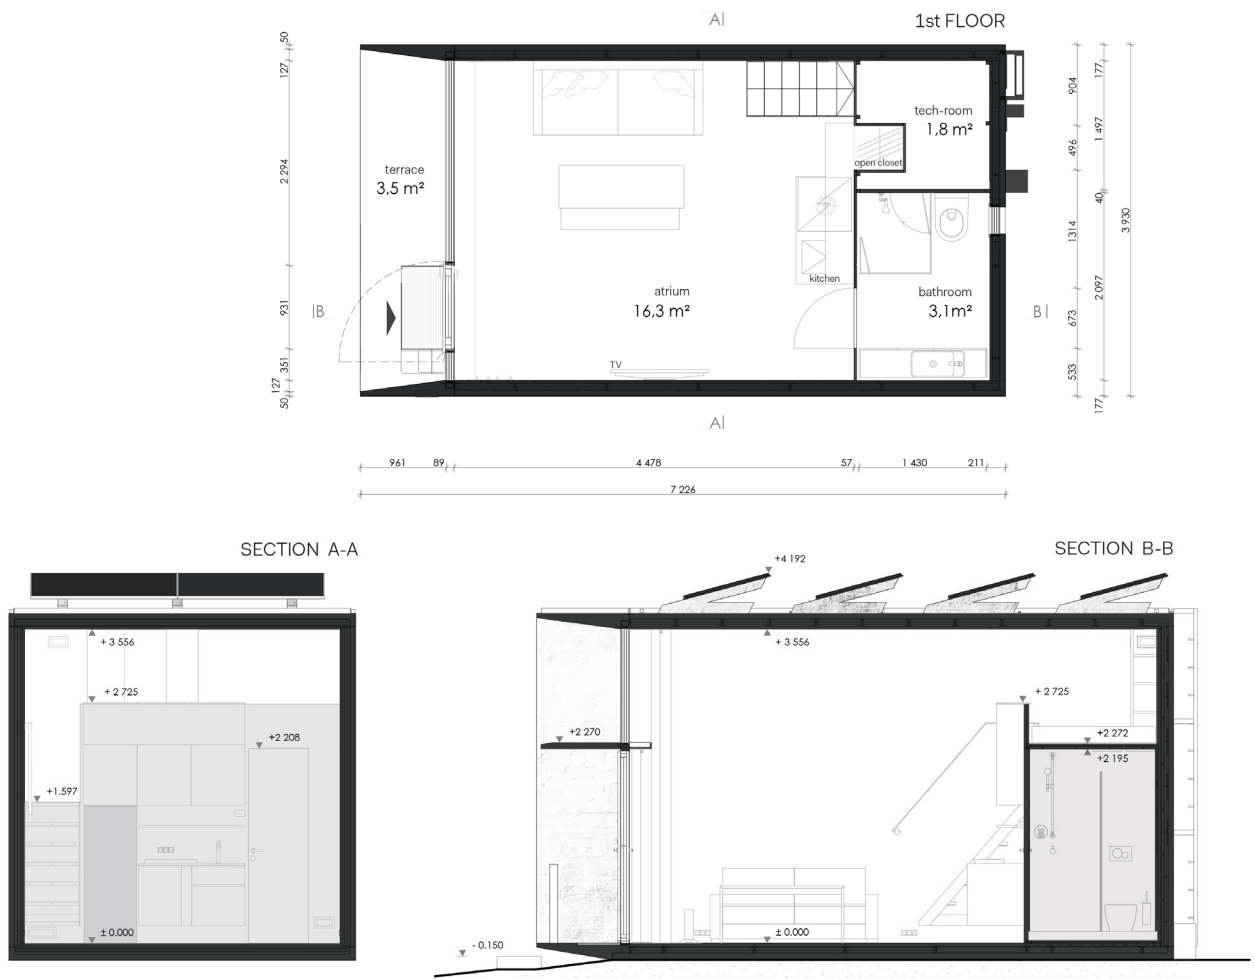 A|
1st FLOOR
50
127
2 294
931
351
127
50
terrace
3,5 m²
tech-room
1,8 m²
open closet
kitchen
atrium
16,3 m²
bathroom
3,1m²
TV
|B
B|
904
496
1314
673
533
177
1 497
40
2 097
177
3 930
A|
961 89 4 478 57 1 430 211
7 226
SECTION A-A
+ 3 556
+ 2 725
+2 208
+1.597
± 0.000
SECTION B-B
+4 192
+ 3 556
+ 2 725
+2 270
+2 272
+2 195
± 0.000
- 0.150